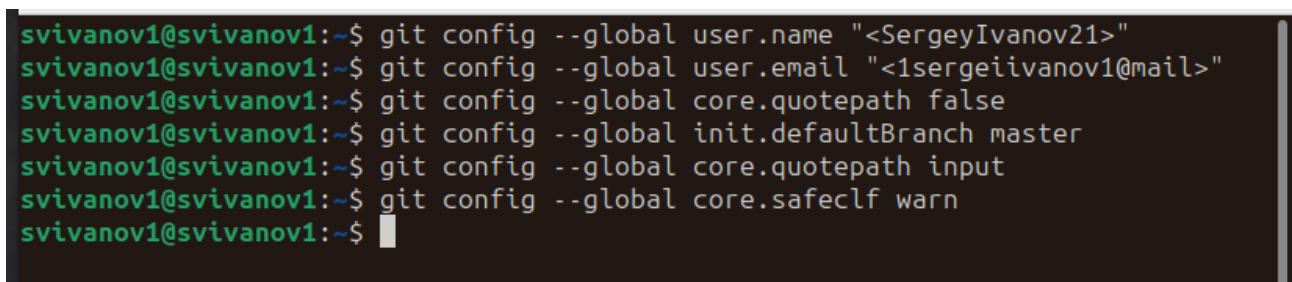 svivanov1@svivanov1:~$ git config --global user.name "<SergeyIvanov21>"
svivanov1@svivanov1:~$ git config --global user.email "<1sergeiivanov1@mail>"
svivanov1@svivanov1:~$ git config --global core.quotepath false
svivanov1@svivanov1:~$ git config --global init.defaultBranch master
svivanov1@svivanov1:~$ git config --global core.quotepath input
svivanov1@svivanov1:~$ git config --global core.safeclf warn
svivanov1@svivanov1:~$